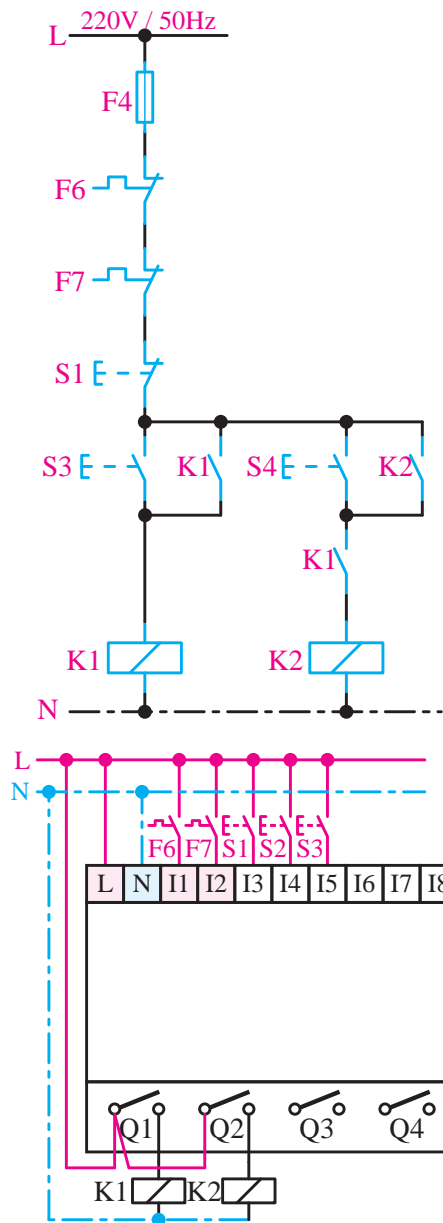 220V / 50Hz
L
F4
F6
F7
S1
S3 K1 S4 K2
K1
K1 K2
N
L
N
F6 F7 S1 S2 S3
L N I1 I2 I3 I4 I5 I6 I7 I8
Q1 Q2 Q3 Q4
K1 K2